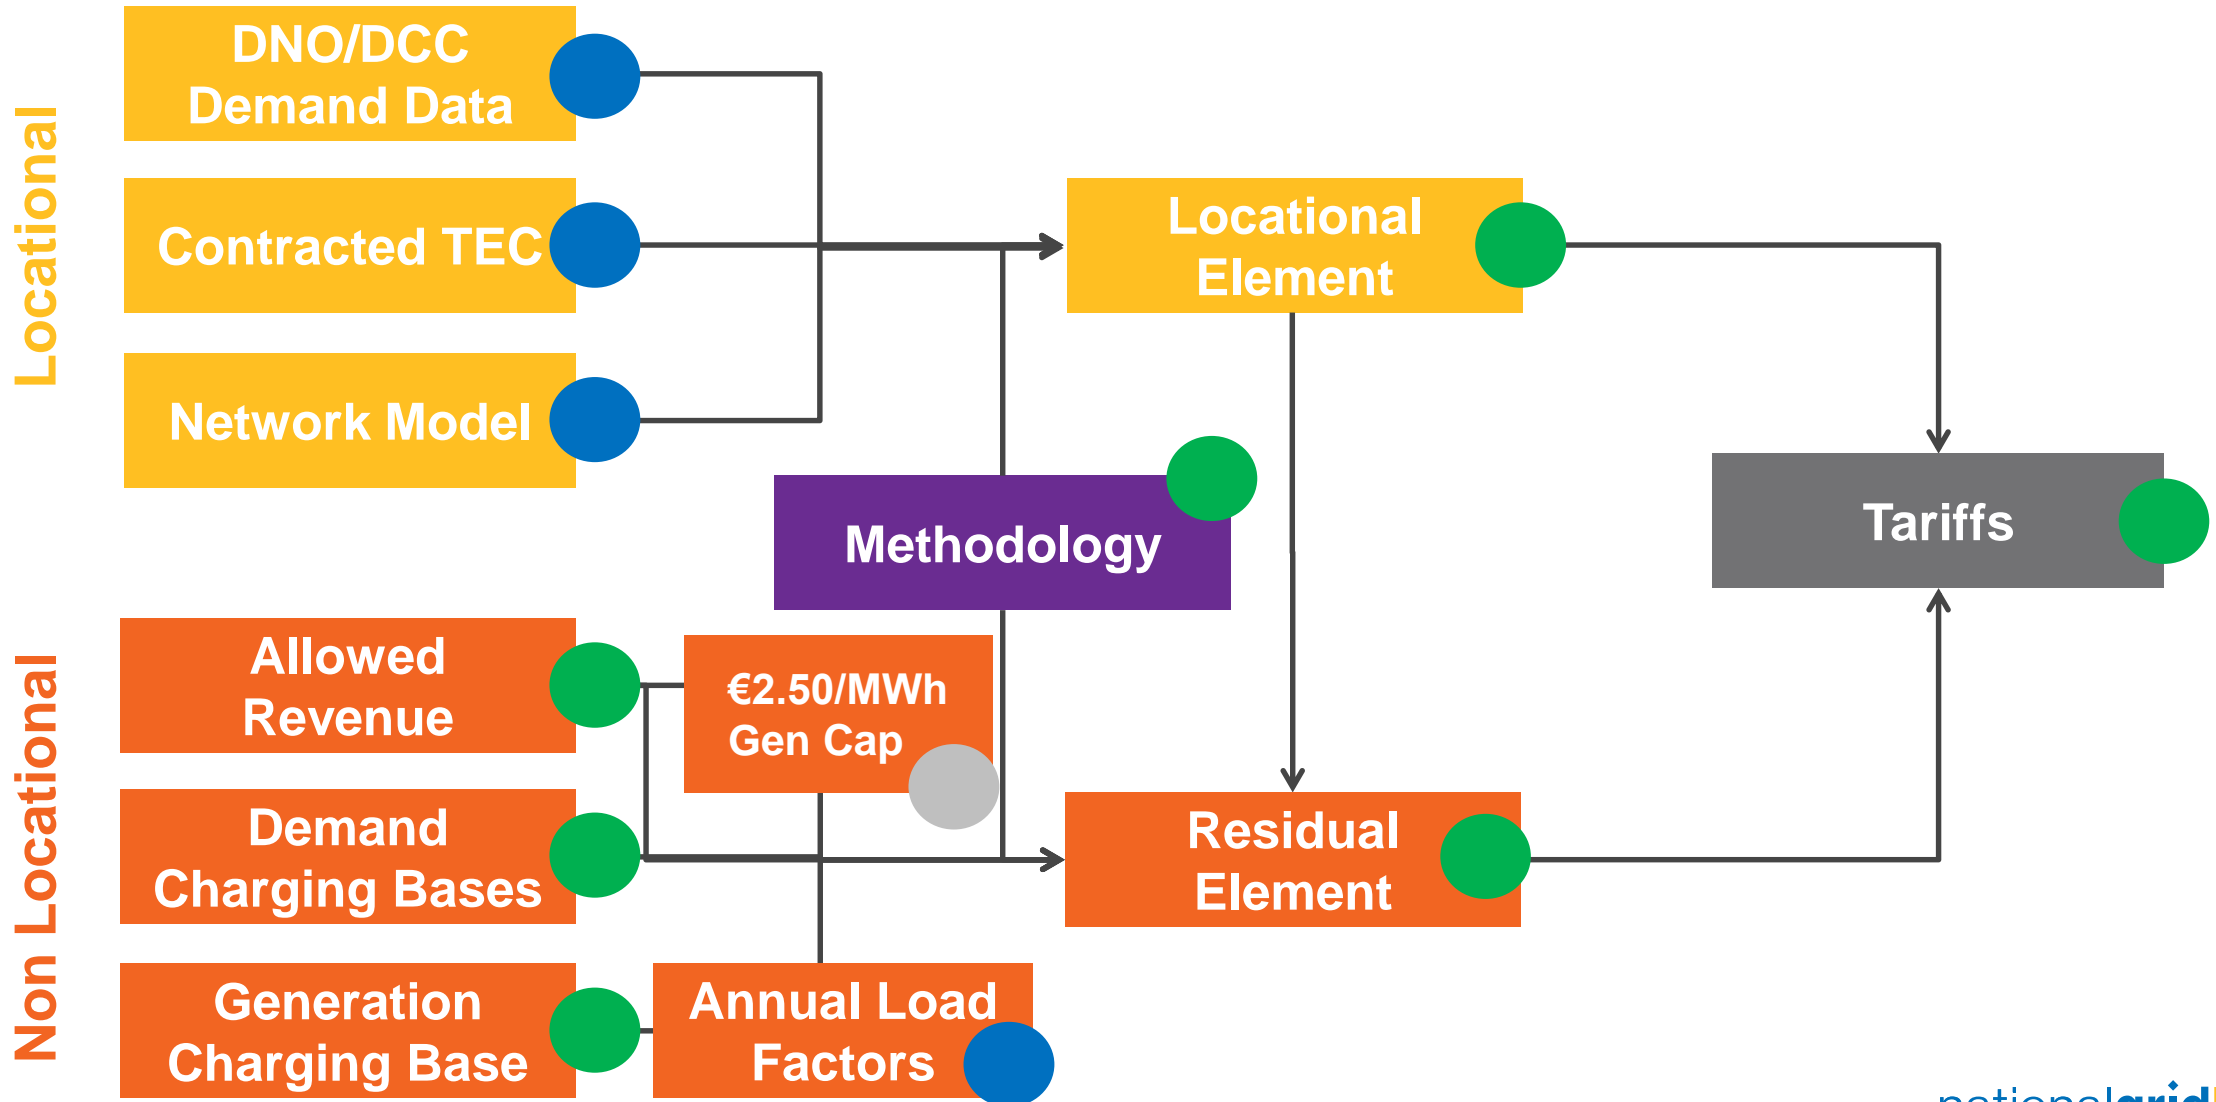 Locational
DNO/DCC
Demand Data
Contracted TEC
Network Model
Locational
Element
Methodology
Tariffs
Non Locational
Allowed
Revenue
€2.50/MWh
Gen Cap
Demand
Charging Bases
Residual
Element
Generation
Charging Base
Annual Load
Factors
nationalgrid